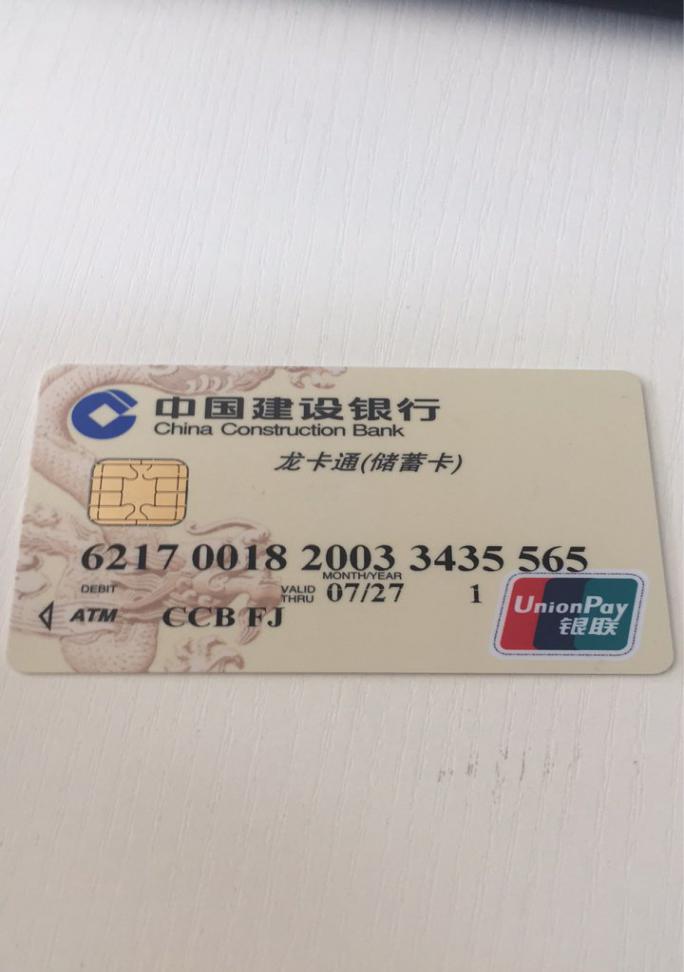 中国建设银行
China Construction Bank
龙卡通(储蓄卡)
6217 0018 2003 3435 565
MONTH/YEAR
DEBIT VALID THRU 07/27 1
ATM CCB FJ
UnionPay
银联